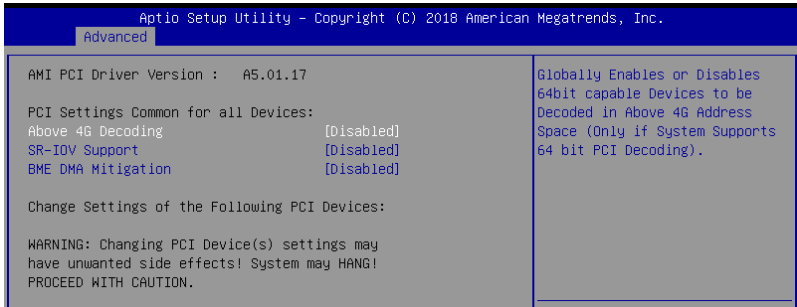 Aptio Setup Utility – Copyright (C) 2018 American Megatrends, Inc.
Advanced
AMI PCI Driver Version : A5.01.17
PCI Settings Common for all Devices:
Above 4G Decoding [Disabled]
SR-IOV Support [Disabled]
BME DMA Mitigation [Disabled]
Change Settings of the Following PCI Devices:
WARNING: Changing PCI Device(s) settings may
have unwanted side effects! System may HANG!
PROCEED WITH CAUTION.
Globally Enables or Disables
64bit capable Devices to be
Decoded in Above 4G Address
Space (Only if System Supports
64 bit PCI Decoding).